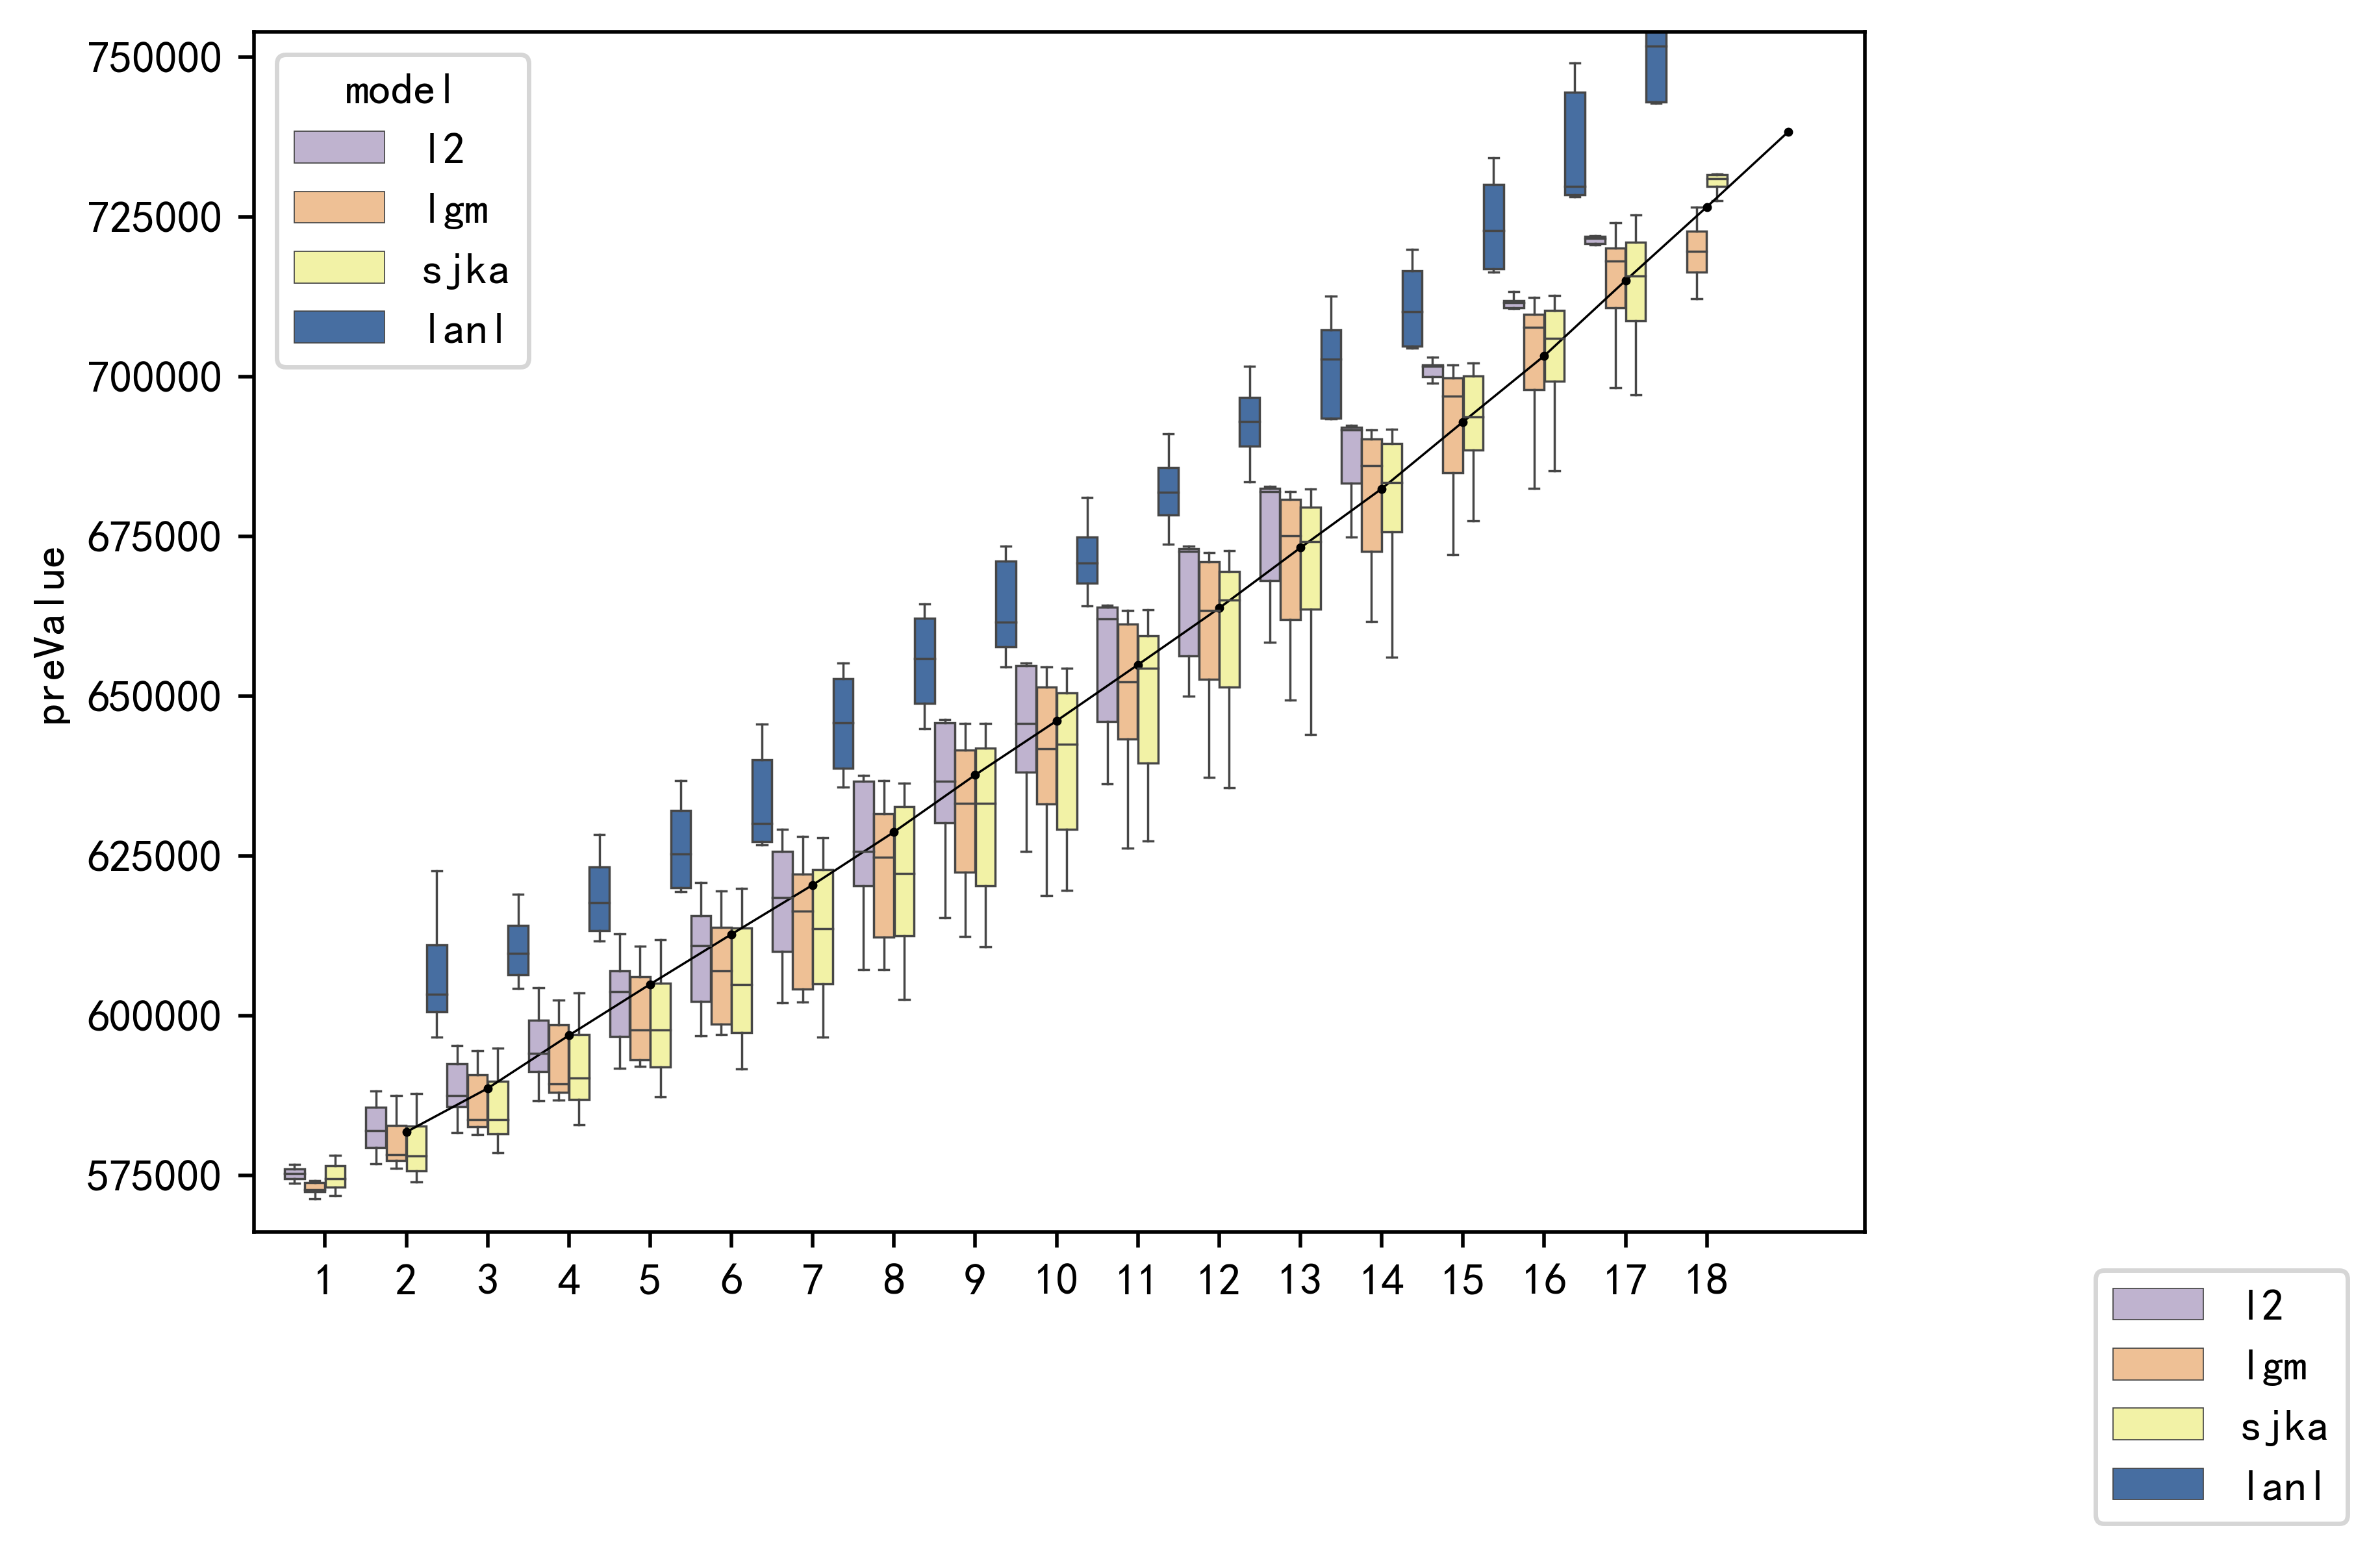 750000
725000
700000
675000
650000
625000
600000
575000
preValue
model
l2
lgm
sjka
lanl
1 2 3 4 5 6 7 8 9 10 11 12 13 14 15 16 17 18
l2
lgm
sjka
lanl